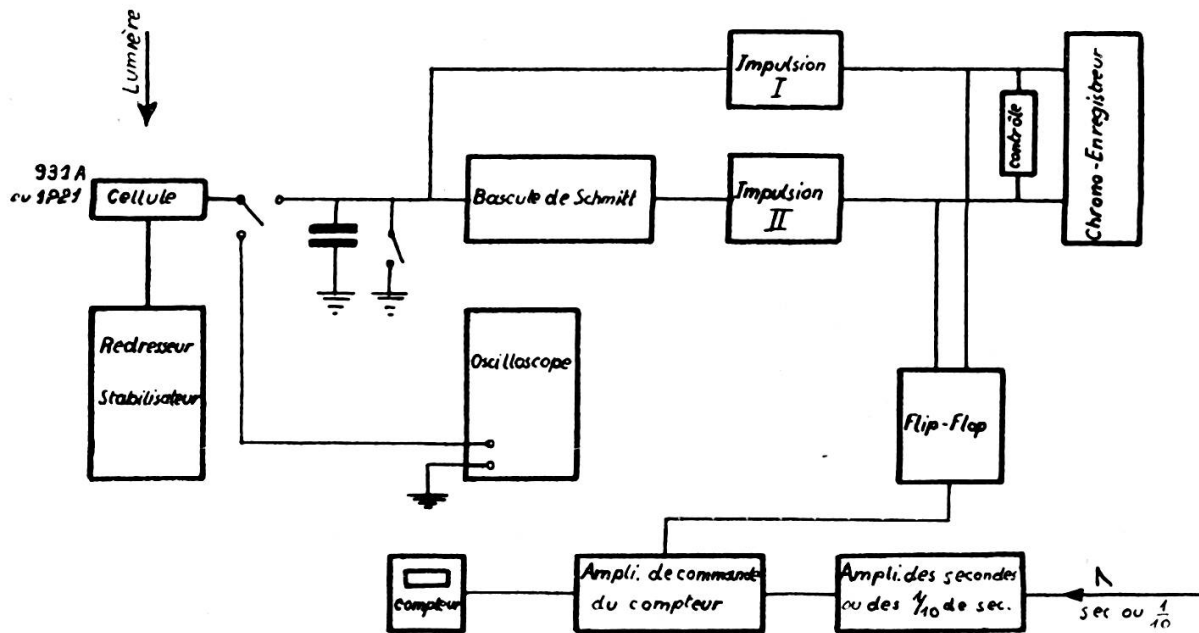 Lumière
Impulsion
I
contrôle
Chrono-Enregistreur
931A
ou 1P21
Cellule
Bascule de Schmitt
Impulsion
II
Redresseur
Stabilisateur
Oscilloscope
Flip-Flop
compteur
Ampli. de commande
du compteur
Ampli. des secondes
ou des 1/10 de sec.
sec ou 1/10